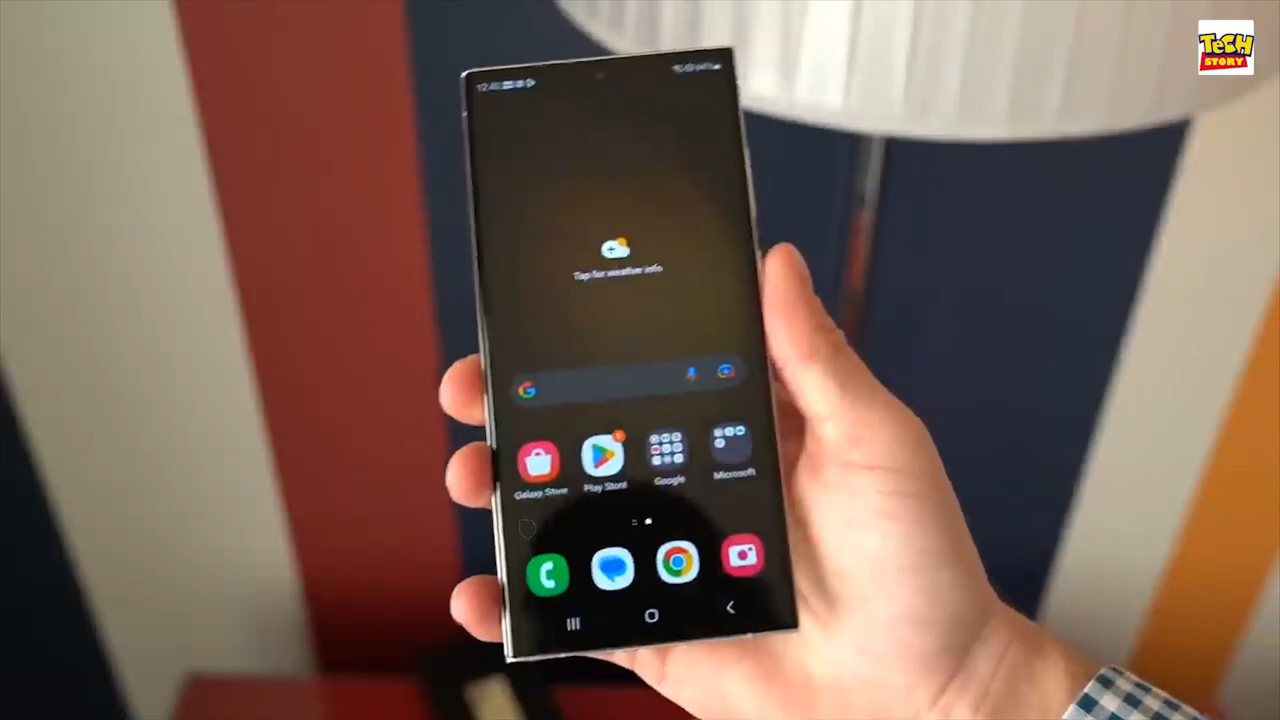 TECH
STORY
Tap for weather info
Galaxy Store
Play Store
Google
Microsoft